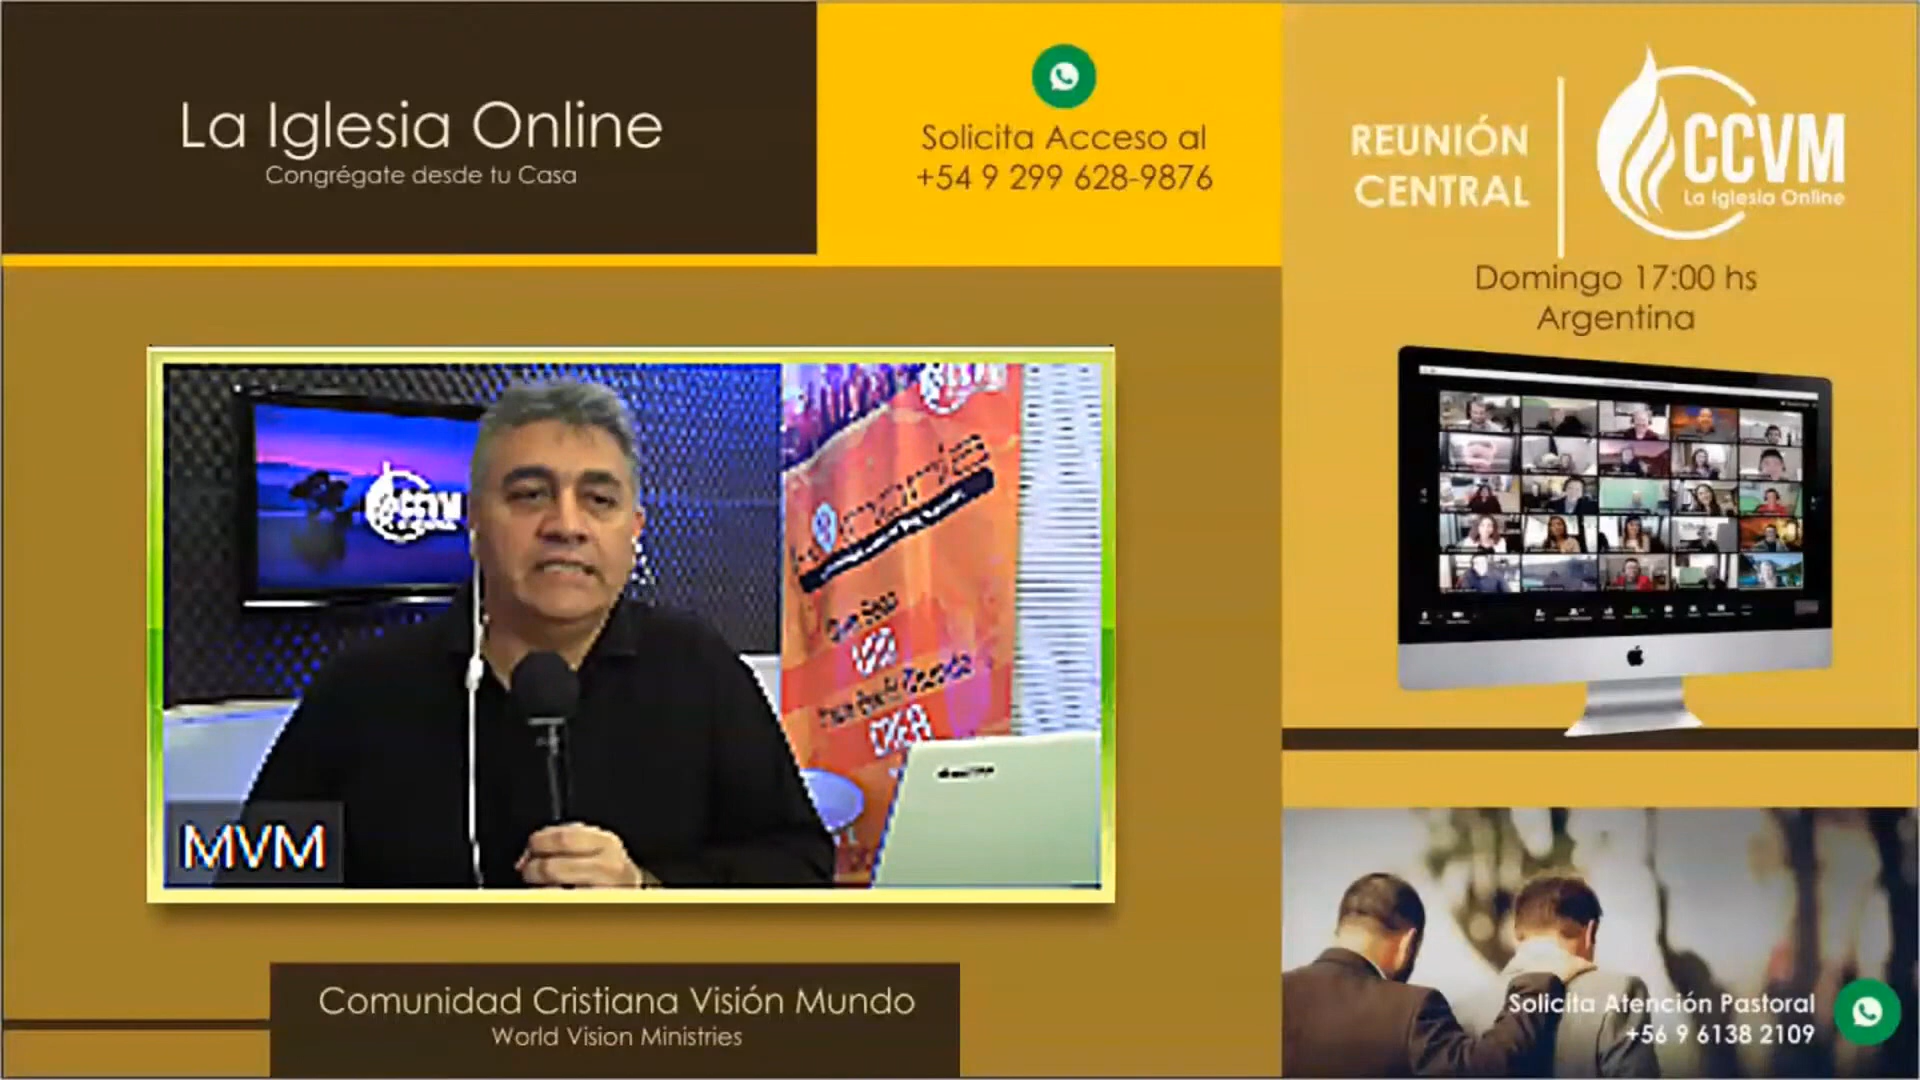 La Iglesia Online
Congrégate desde tu Casa
Solicita Acceso al
+54 9 299 628-9876
REUNIÓN
CENTRAL
CCVM
La Iglesia Online
Domingo 17:00 hs
Argentina
CCVM
MVM
Comunidad Cristiana Visión Mundo
World Vision Ministries
Solicita Atención Pastoral
+56 9 6138 2109